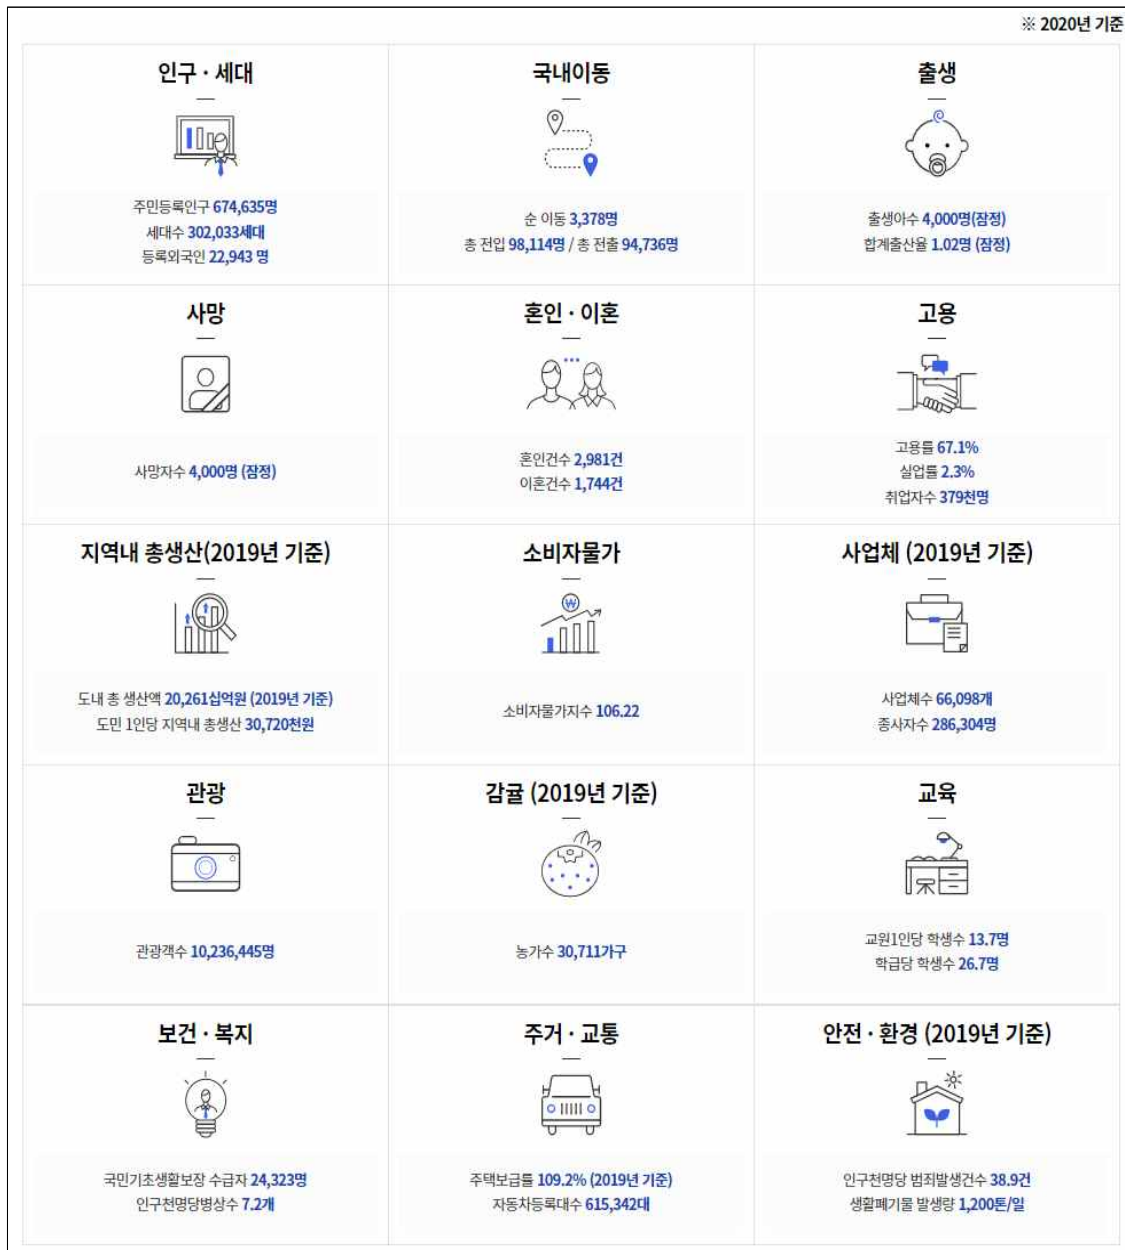 ※ 2020년 기준
인구 · 세대
주민등록인구 674,635명
세대수 302,033세대
등록외국인 22,943 명
국내이동
순 이동 3,378명
총 전입 98,114명 / 총 전출 94,736명
출생
출생아수 4,000명(잠정)
합계출산율 1.02명 (잠정)
사망
사망자수 4,000명 (잠정)
혼인 · 이혼
혼인건수 2,981건
이혼건수 1,744건
고용
고용률 67.1%
실업률 2.3%
취업자수 379천명
지역내 총생산(2019년 기준)
도내 총 생산액 20,261십억원 (2019년 기준)
도민 1인당 지역내 총생산 30,720천원
소비자물가
₩
소비자물가지수 106.22
사업체 (2019년 기준)
사업체수 66,098개
종사자수 286,304명
관광
관광객수 10,236,445명
감귤 (2019년 기준)
농가수 30,711가구
교육
교원1인당 학생수 13.7명
학급당 학생수 26.7명
보건 · 복지
국민기초생활보장 수급자 24,323명
인구천명당병상수 7.2개
주거 · 교통
주택보급률 109.2% (2019년 기준)
자동차등록대수 615,342대
안전 · 환경 (2019년 기준)
인구천명당 범죄발생건수 38.9건
생활폐기물 발생량 1,200톤/일